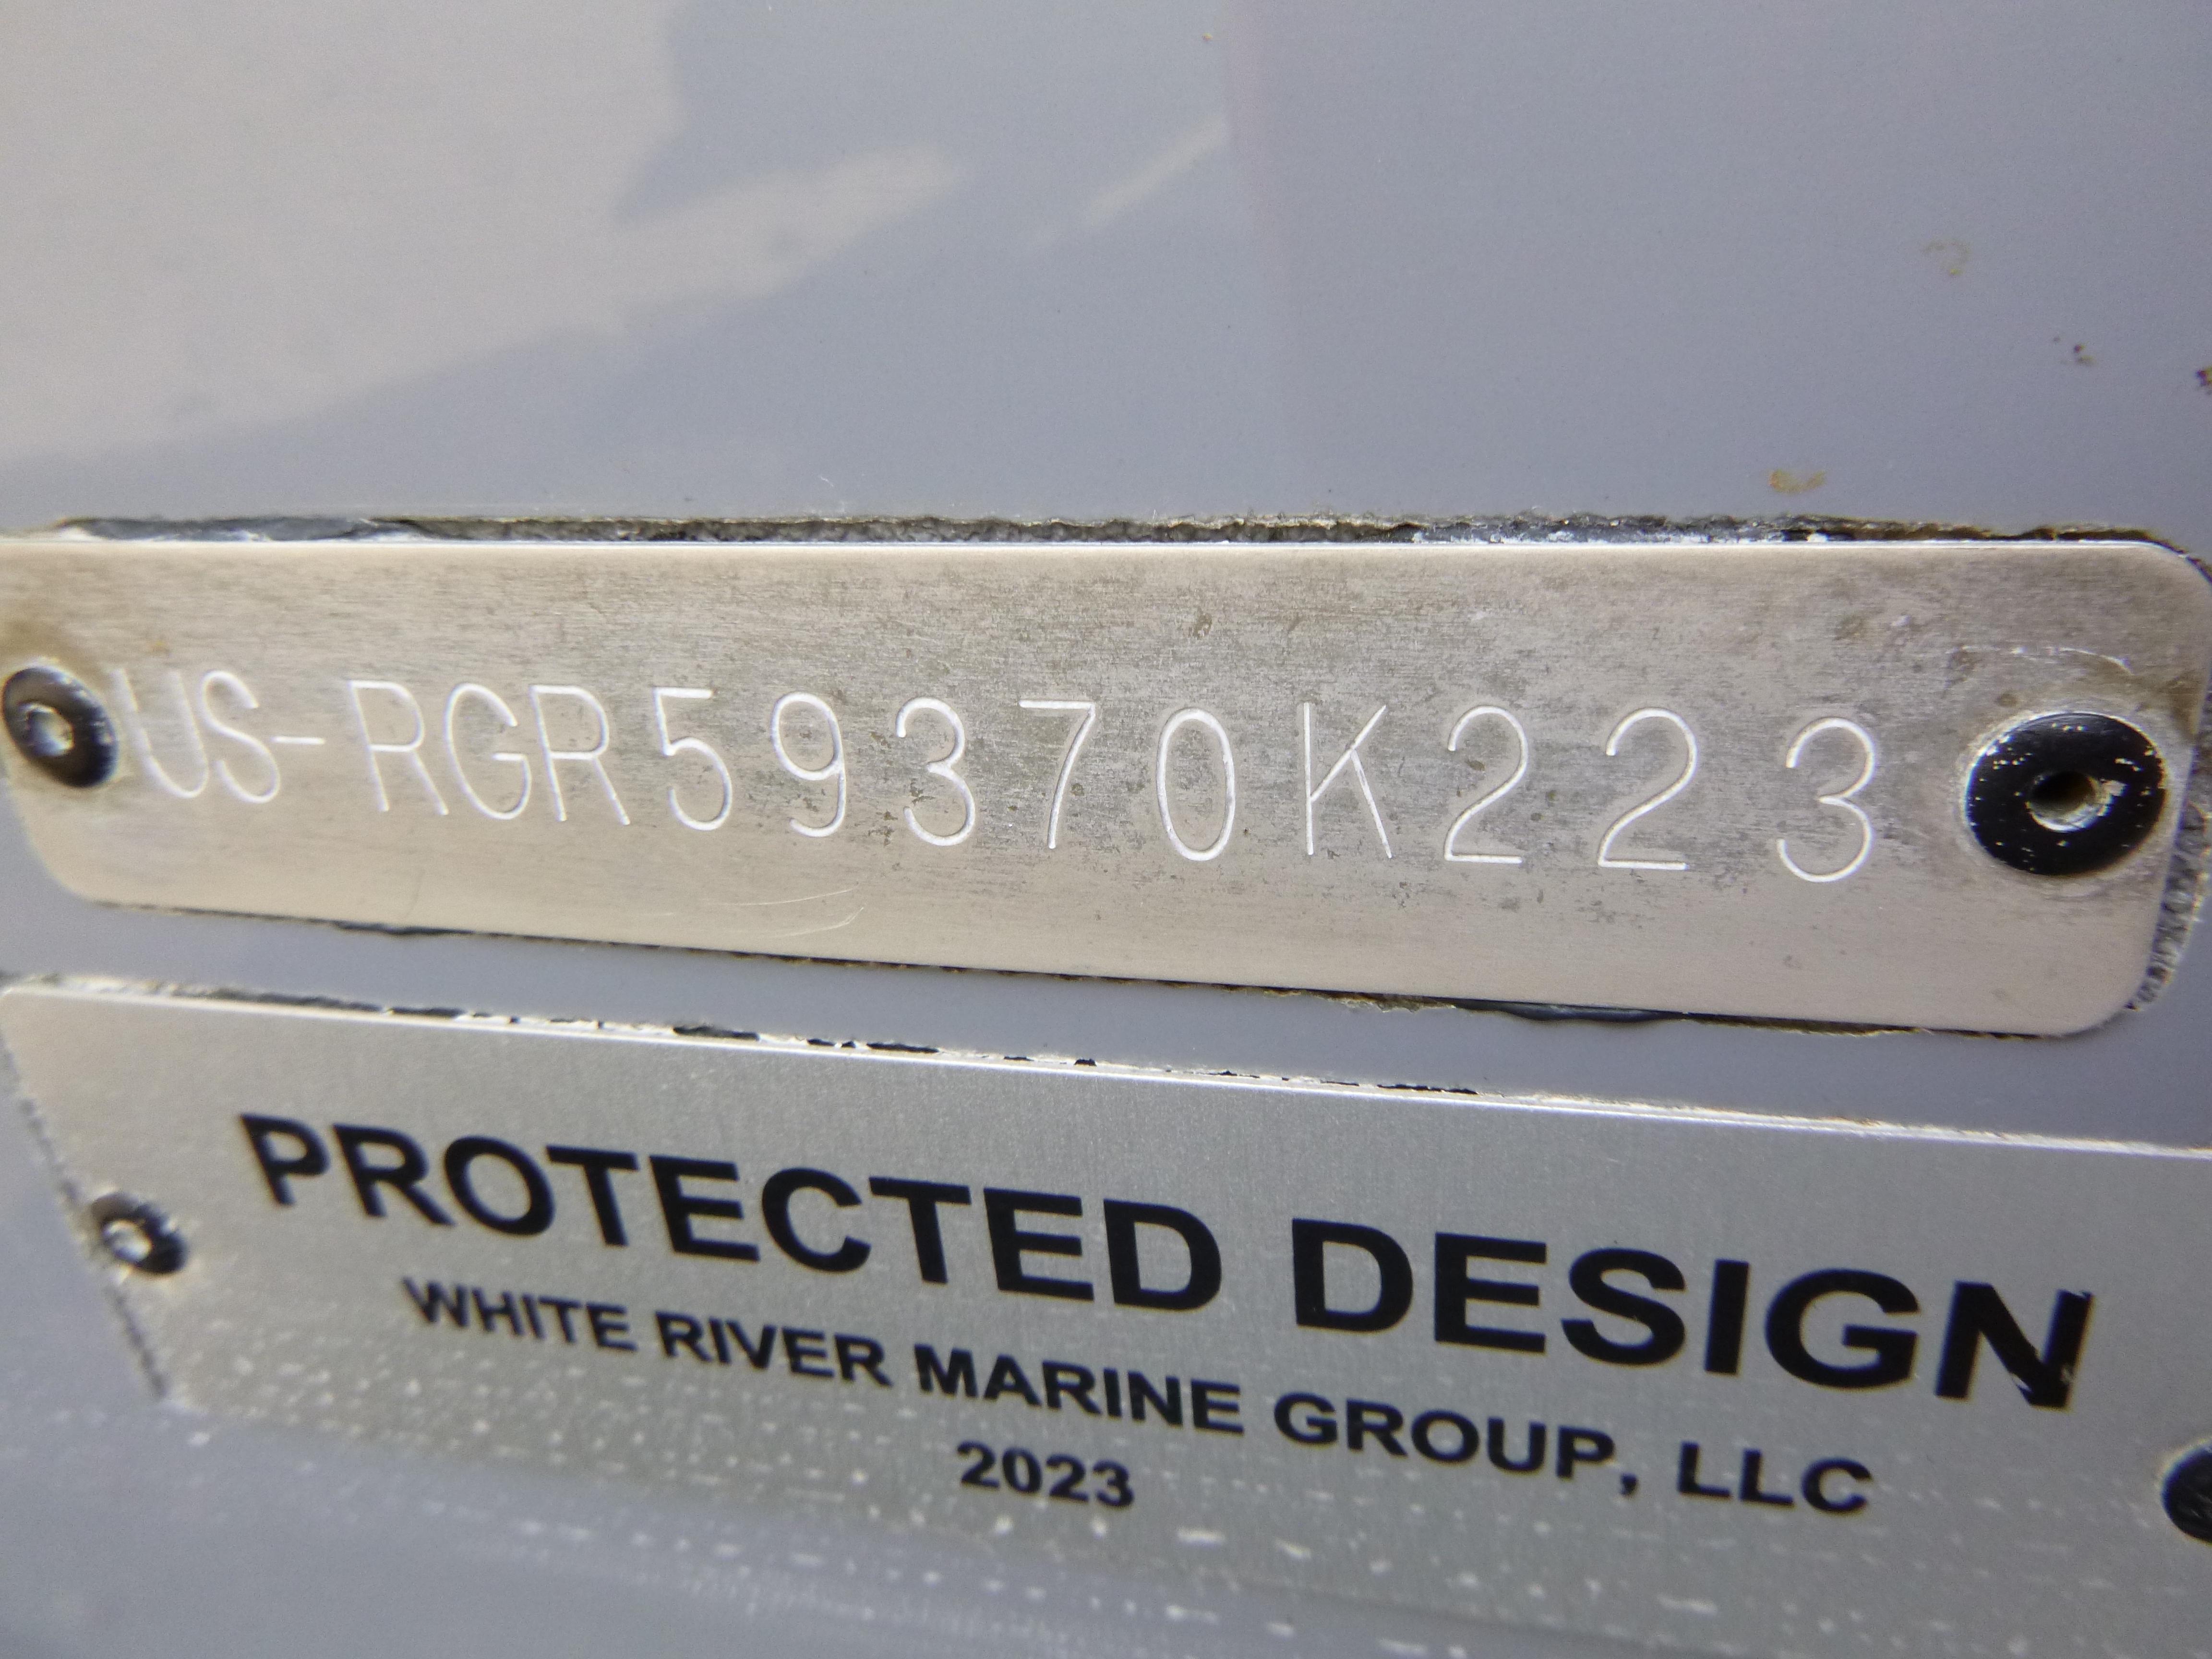 US-RGR59370K223
PROTECTED DESIGN
WHITE RIVER MARINE GROUP, LLC
2023